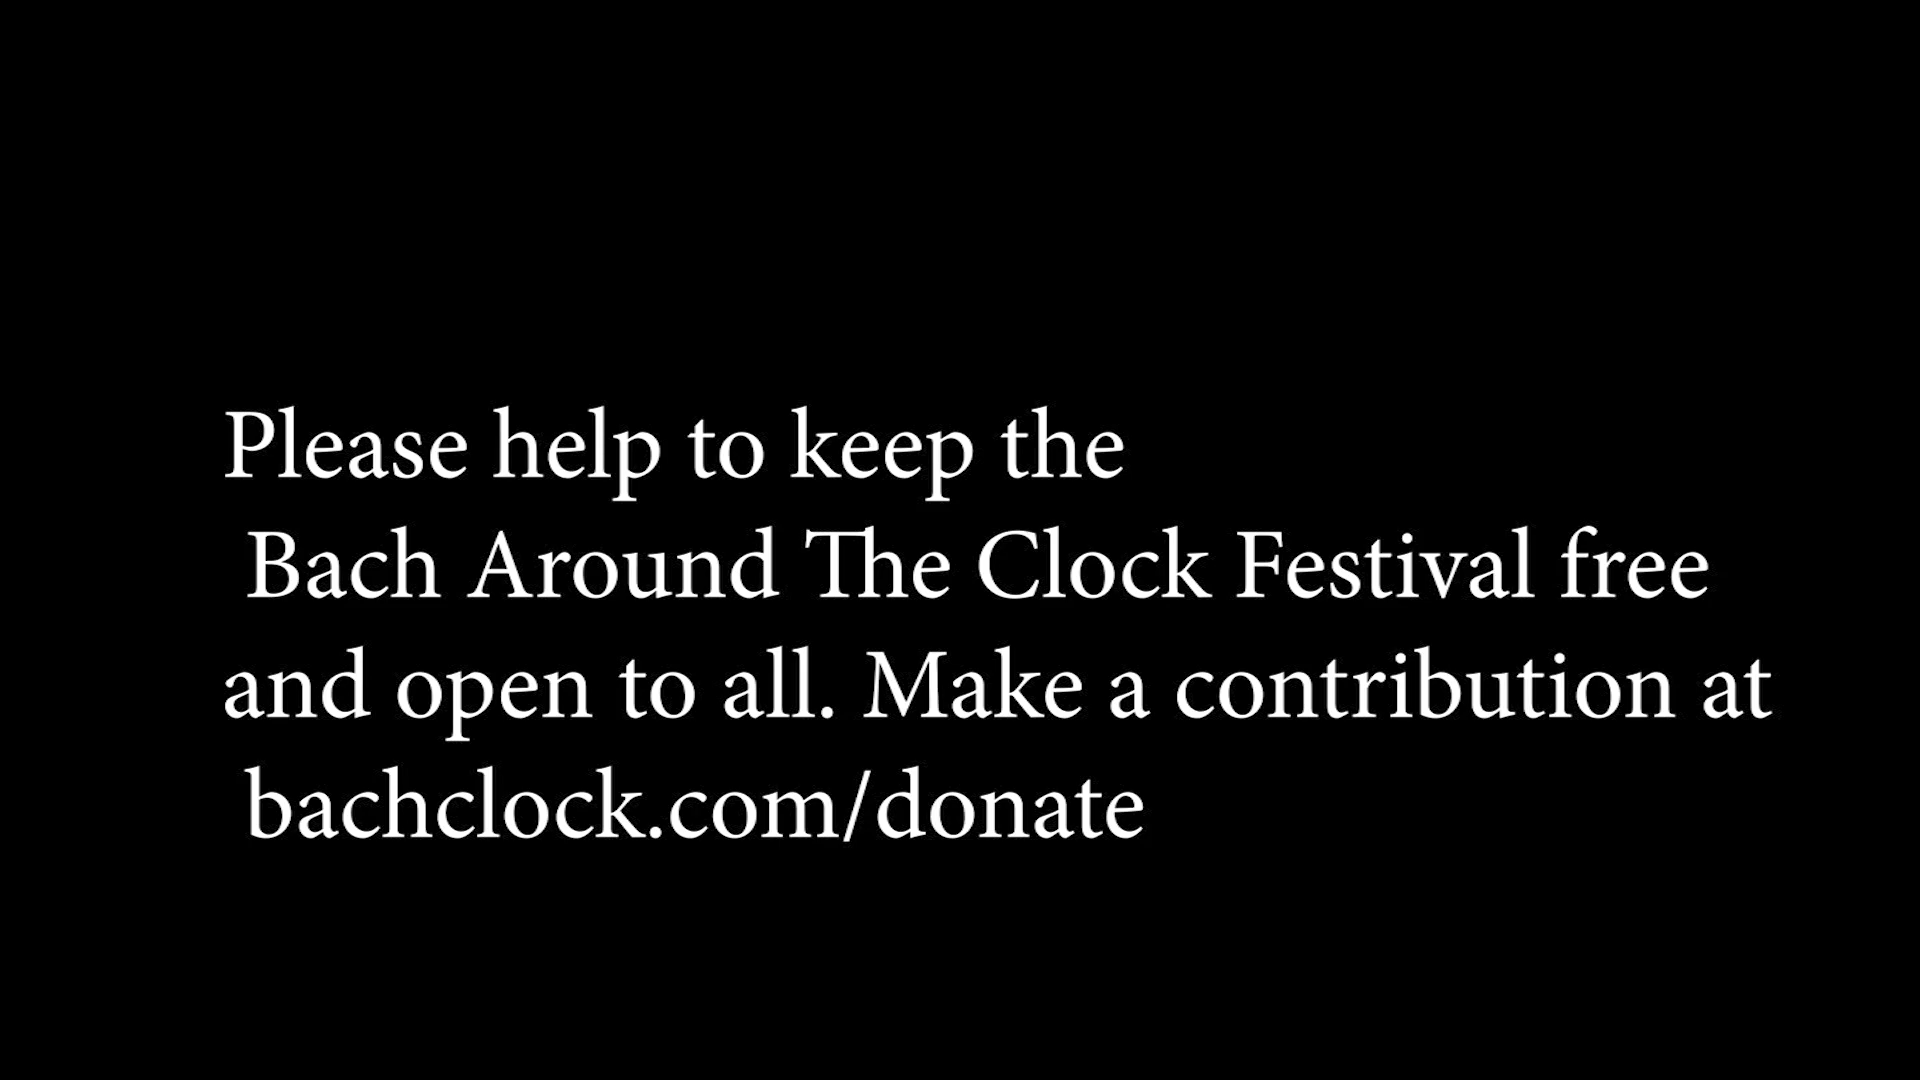 Please help to keep the
Bach Around The Clock Festival free
and open to all. Make a contribution at
bachclock.com/donate